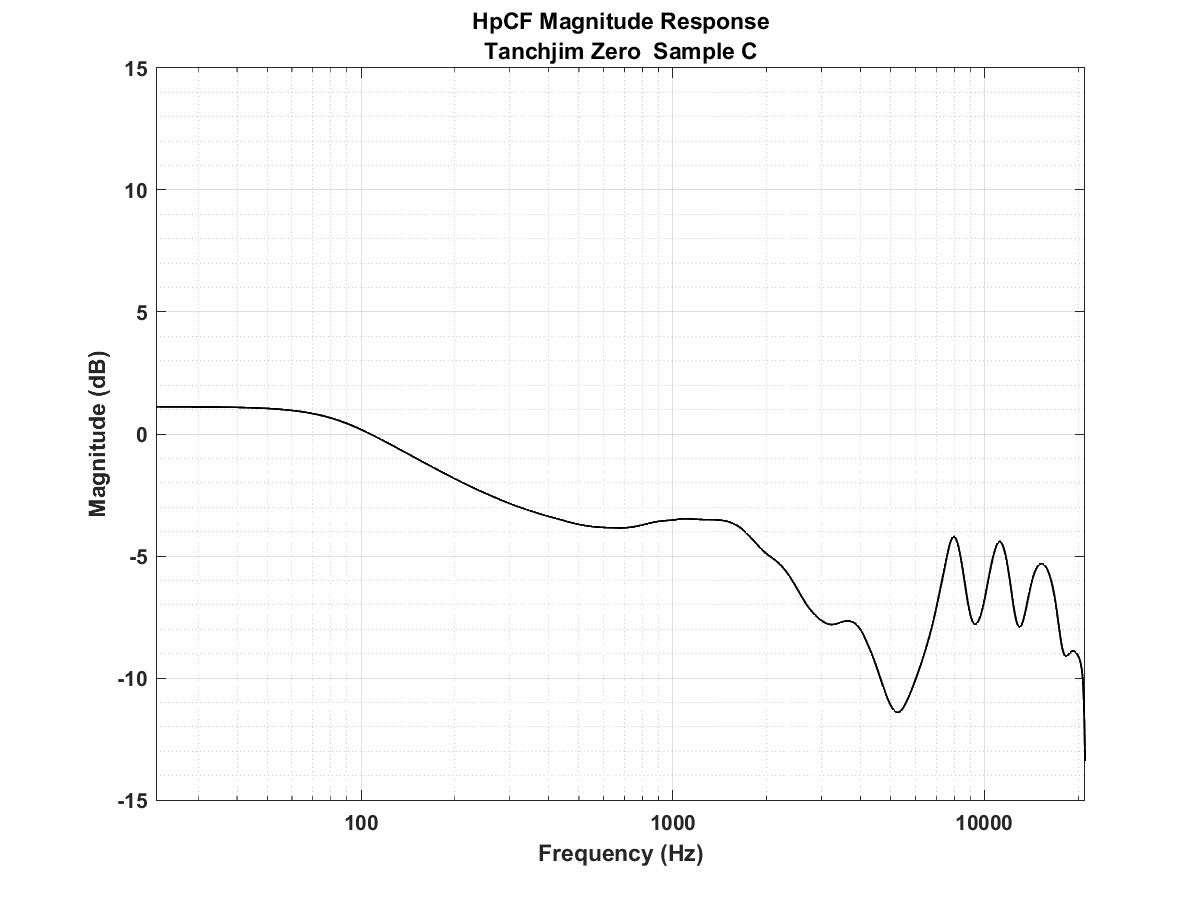 HpCF Magnitude Response
Tanchjim Zero  Sample C
15
10
5
0
-5
-10
-15
Magnitude (dB)
100
1000
10000
Frequency (Hz)